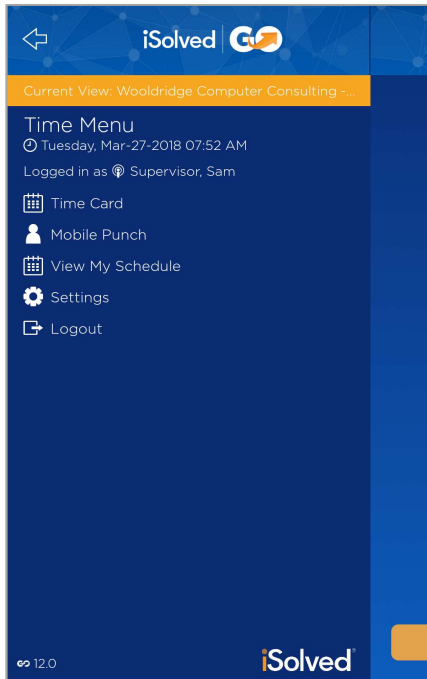 iSolved GO
Current View: Wooldridge Computer Consulting -...
Time Menu
Tuesday, Mar-27-2018 07:52 AM
Logged in as Supervisor, Sam
Time Card
Mobile Punch
View My Schedule
Settings
Logout
12.0
iSolved®